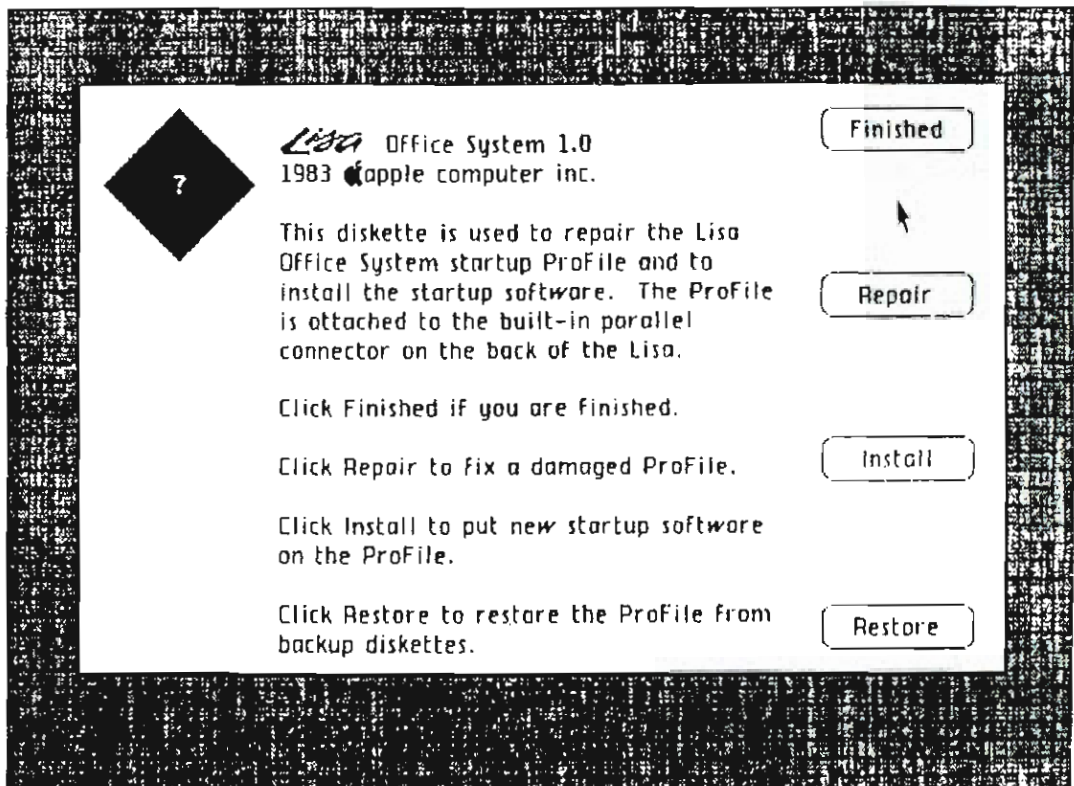 ?
Lisa Office System 1.0
1983 apple computer inc.
This diskette is used to repair the Lisa
Office System startup ProFile and to
install the startup software. The ProFile
is attached to the built-in parallel
connector on the back of the Lisa.
Click Finished if you are finished.
Click Repair to fix a damaged ProFile.
Click Install to put new startup software
on the ProFile.
Click Restore to restore the ProFile from
backup diskettes.
Finished
Repair
Install
Restore